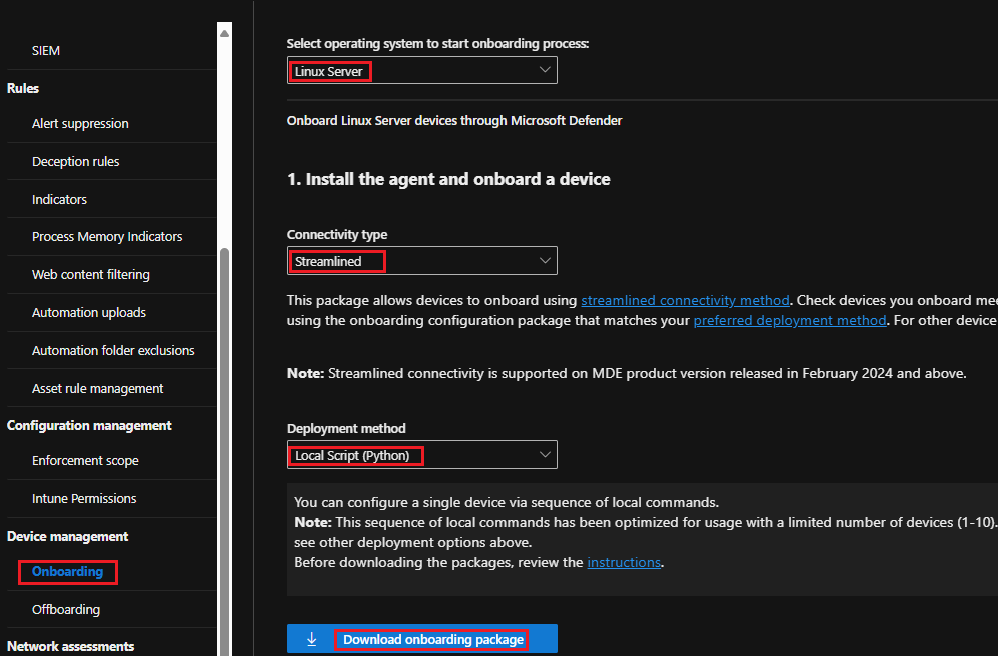 SIEM
Rules
Alert suppression
Deception rules
Indicators
Process Memory Indicators
Web content filtering
Automation uploads
Automation folder exclusions
Asset rule management
Configuration management
Enforcement scope
Intune Permissions
Device management
Onboarding
Offboarding
Network assessments
Select operating system to start onboarding process:
Linux Server
Onboard Linux Server devices through Microsoft Defender
1. Install the agent and onboard a device
Connectivity type
Streamlined
This package allows devices to onboard using streamlined connectivity method. Check devices you onboard mee
using the onboarding configuration package that matches your preferred deployment method. For other device
Note: Streamlined connectivity is supported on MDE product version released in February 2024 and above.
Deployment method
Local Script (Python)
You can configure a single device via sequence of local commands.
Note: This sequence of local commands has been optimized for usage with a limited number of devices (1-10).
see other deployment options above.
Before downloading the packages, review the instructions.
Download onboarding package